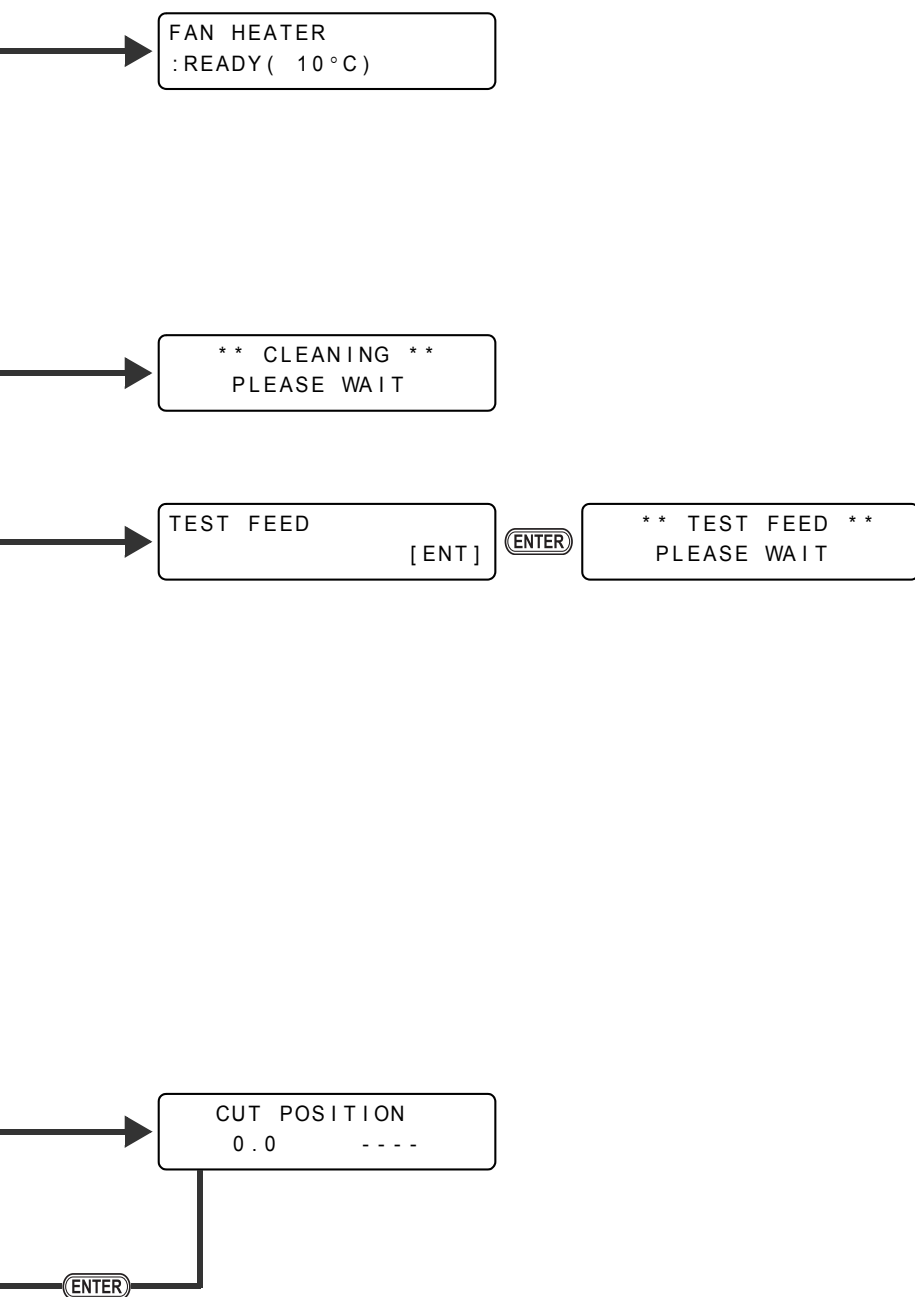 FAN HEATER
:READY( 10°C)
** CLEANING **
PLEASE WAIT
TEST FEED
[ENT]
ENTER
** TEST FEED **
PLEASE WAIT
CUT POSITION
0.0 ----
ENTER